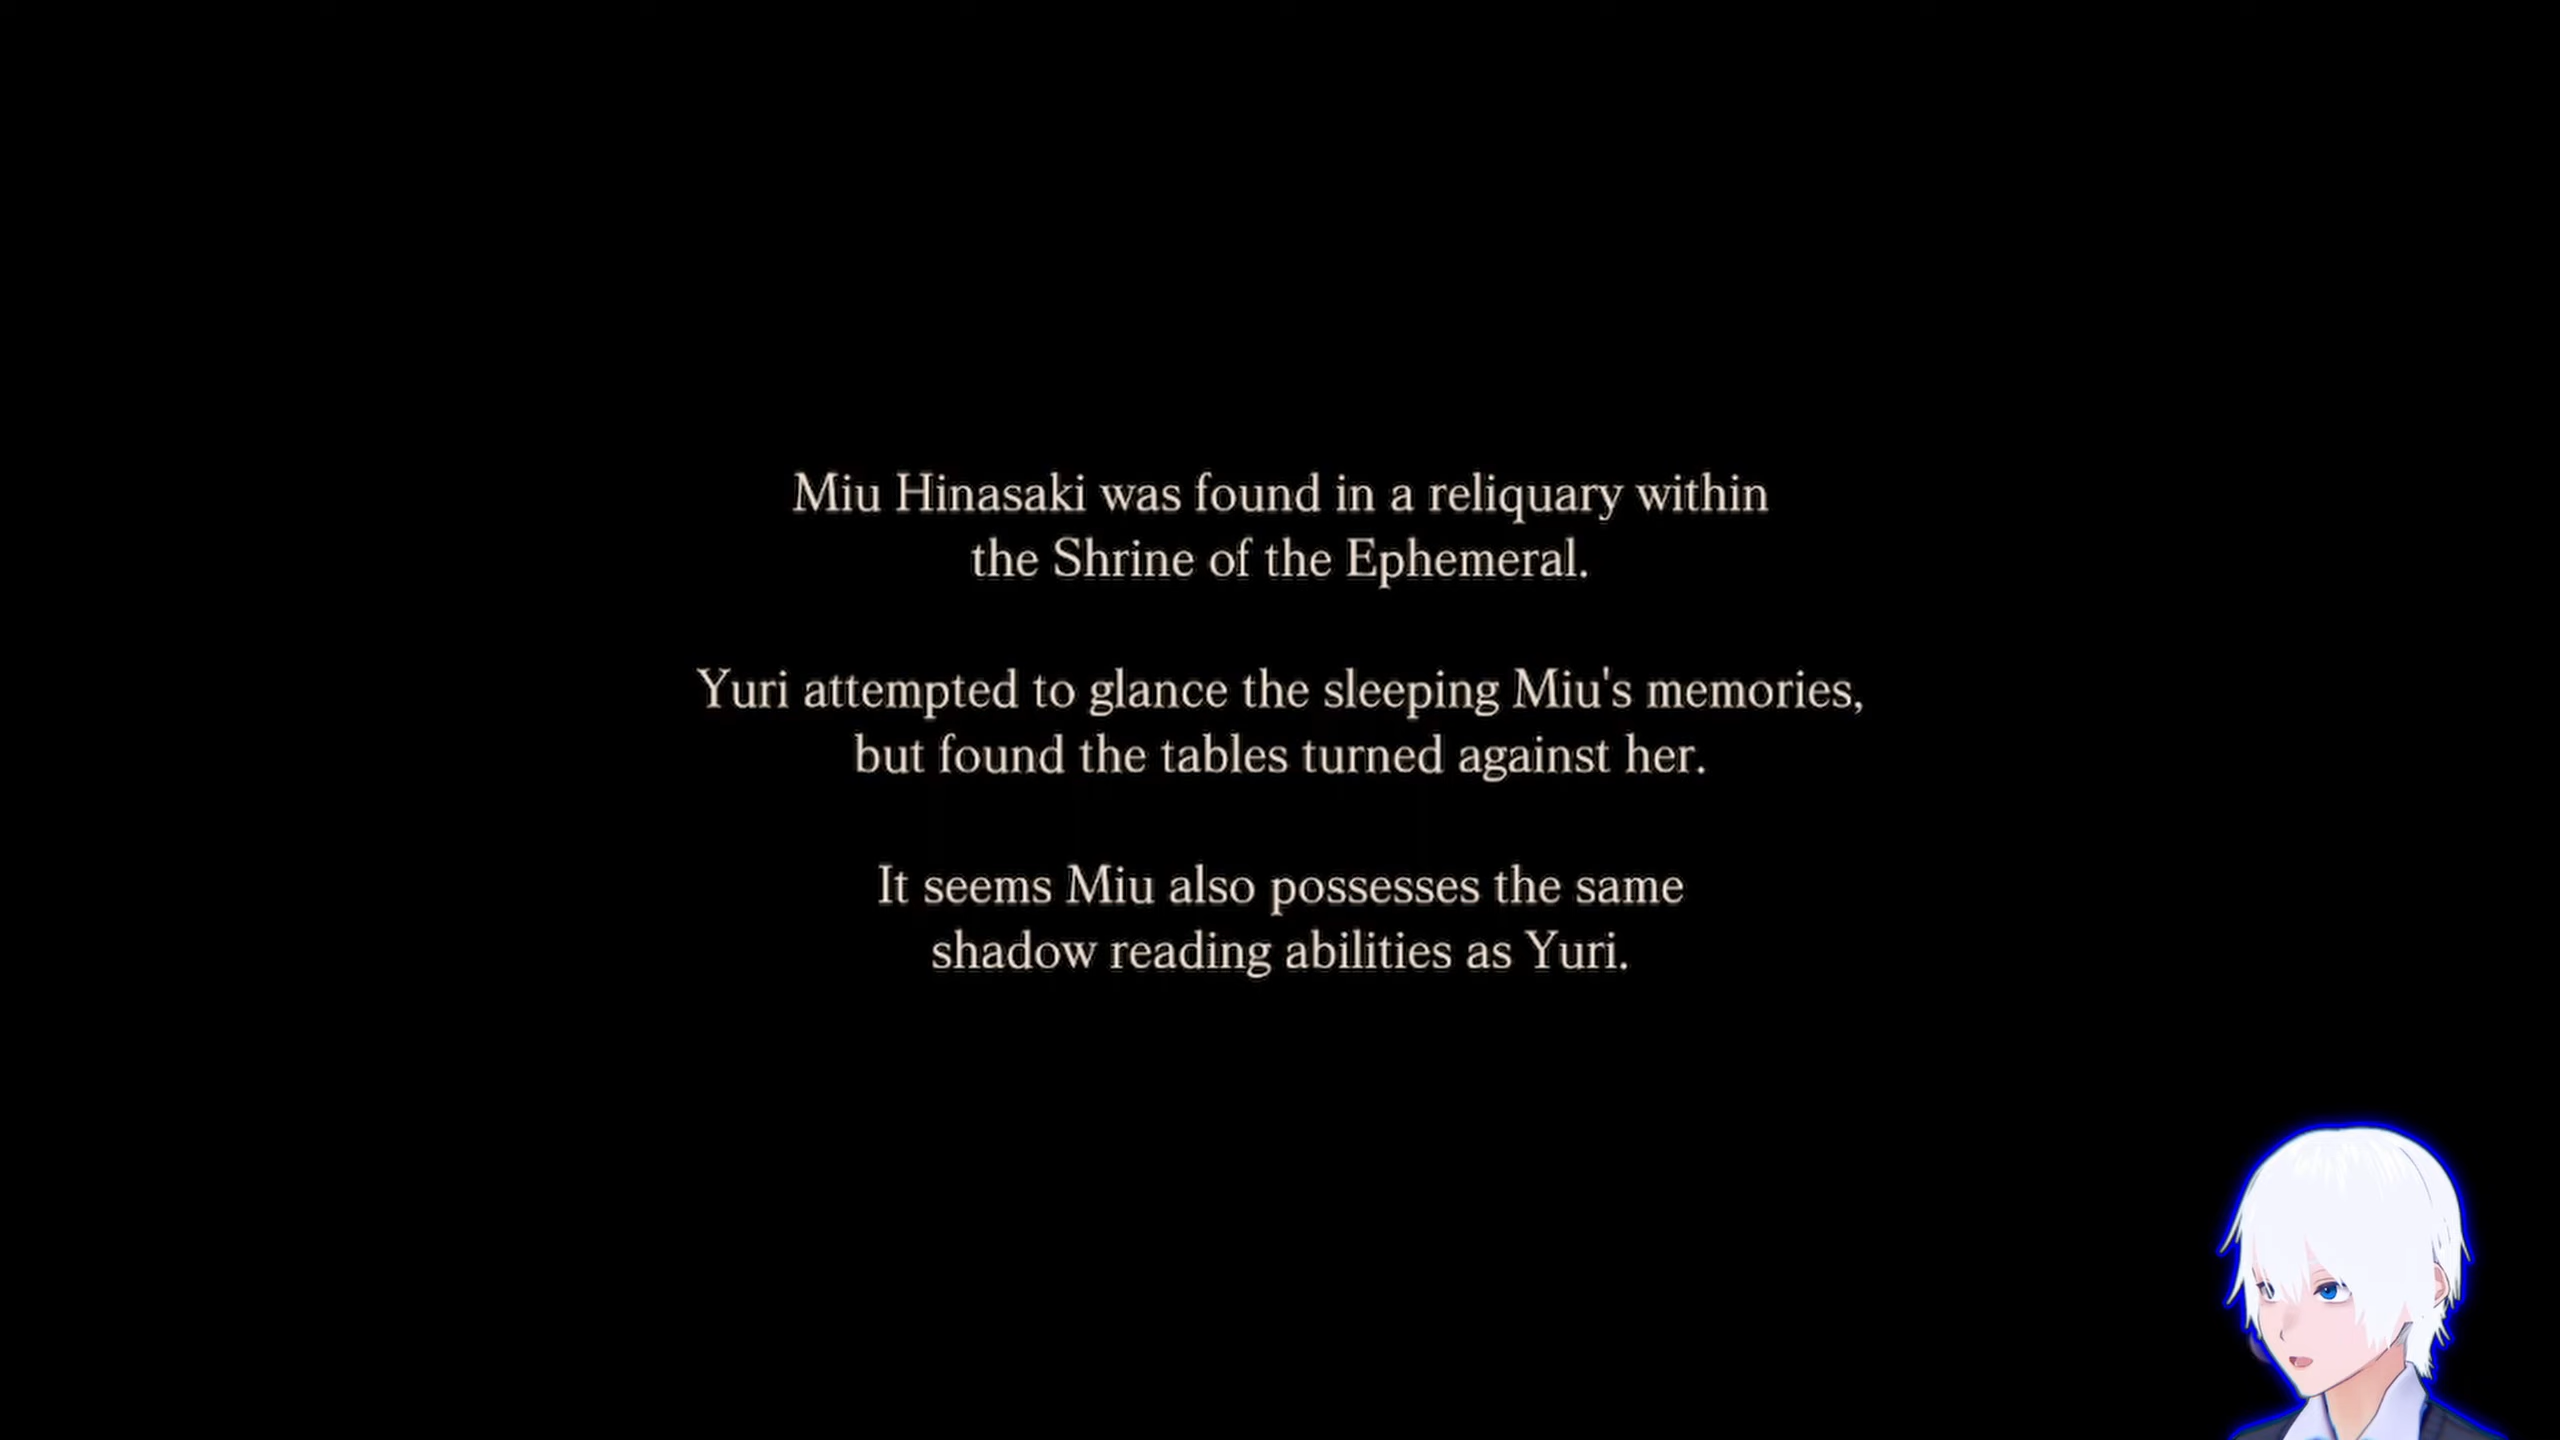 Miu Hinasaki was found in a reliquary within
the Shrine of the Ephemeral.
Yuri attempted to glance the sleeping Miu's memories,
but found the tables turned against her.
It seems Miu also possesses the same
shadow reading abilities as Yuri.